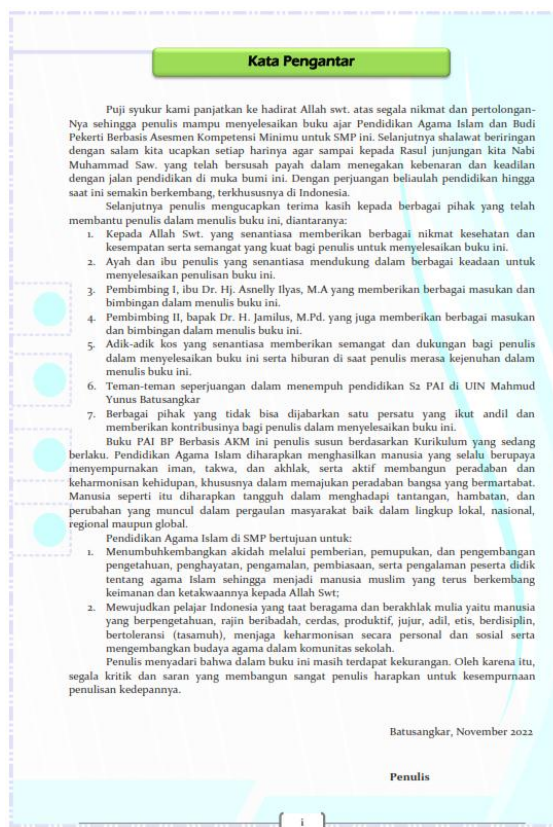 Kata Pengantar
Puji syukur kami panjatkan ke hadirat Allah swt. atas segala nikmat dan pertolongan-
Nya sehingga penulis mampu menyelesaikan buku ajar Pendidikan Agama Islam dan Budi
Pekerti Berbasis Asesmen Kompetensi Minimu untuk SMP ini. Selanjutnya shalawat beriringan
dengan salam kita ucapkan setiap harinya agar sampai kepada Rasul junjungan kita Nabi
Muhammad Saw. yang telah bersusah payah dalam menegakan kebenaran dan keadilan
dengan jalan pendidikan di muka bumi ini. Dengan perjuangan beliaulah pendidikan hingga
saat ini semakin berkembang, terkhususnya di Indonesia.
Selanjutnya penulis mengucapkan terima kasih kepada berbagai pihak yang telah
membantu penulis dalam menulis buku ini, diantaranya:
1. Kepada Allah Swt. yang senantiasa memberikan berbagai nikmat kesehatan dan
kesempatan serta semangat yang kuat bagi penulis untuk menyelesaikan buku ini.
2. Ayah dan ibu penulis yang senantiasa mendukung dalam berbagai keadaan untuk
menyelesaikan penulisan buku ini.
3. Pembimbing I, ibu Dr. Hj. Asnelly Ilyas, M.A yang memberikan berbagai masukan dan
bimbingan dalam menulis buku ini.
4. Pembimbing II, bapak Dr. H. Jamilus, M.Pd. yang juga memberikan berbagai masukan
dan bimbingan dalam menulis buku ini.
5. Adik-adik kos yang senantiasa memberikan semangat dan dukungan bagi penulis
dalam menyelesaikan buku ini serta hiburan di saat penulis merasa kejenuhan dalam
menulis buku ini.
6. Teman-teman seperjuangan dalam menempuh pendidikan S2 PAI di UIN Mahmud
Yunus Batusangkar
7. Berbagai pihak yang tidak bisa dijabarkan satu persatu yang ikut andil dan
memberikan kontribusinya bagi penulis dalam menyelesaikan buku ini.
Buku PAI BP Berbasis AKM ini penulis susun berdasarkan Kurikulum yang sedang
berlaku. Pendidikan Agama Islam diharapkan menghasilkan manusia yang selalu berupaya
menyempurnakan iman, takwa, dan akhlak, serta aktif membangun peradaban dan
keharmonisan kehidupan, khususnya dalam memajukan peradaban bangsa yang bermartabat.
Manusia seperti itu diharapkan tangguh dalam menghadapi tantangan, hambatan, dan
perubahan yang muncul dalam pergaulan masyarakat baik dalam lingkup lokal, nasional,
regional maupun global.
Pendidikan Agama Islam di SMP bertujuan untuk:
1. Menumbuhkembangkan akidah melalui pemberian, pemupukan, dan pengembangan
pengetahuan, penghayatan, pengamalan, pembiasaan, serta pengalaman peserta didik
tentang agama Islam sehingga menjadi manusia muslim yang terus berkembang
keimanan dan ketakwaannya kepada Allah Swt;
2. Mewujudkan pelajar Indonesia yang taat beragama dan berakhlak mulia yaitu manusia
yang berpengetahuan, rajin beribadah, cerdas, produktif, jujur, adil, etis, berdisiplin,
bertoleransi (tasamuh), menjaga keharmonisan secara personal dan sosial serta
mengembangkan budaya agama dalam komunitas sekolah.
Penulis menyadari bahwa dalam buku ini masih terdapat kekurangan. Oleh karena itu,
segala kritik dan saran yang membangun sangat penulis harapkan untuk kesempurnaan
penulisan kedepannya.
Batusangkar, November 2022
Penulis
i